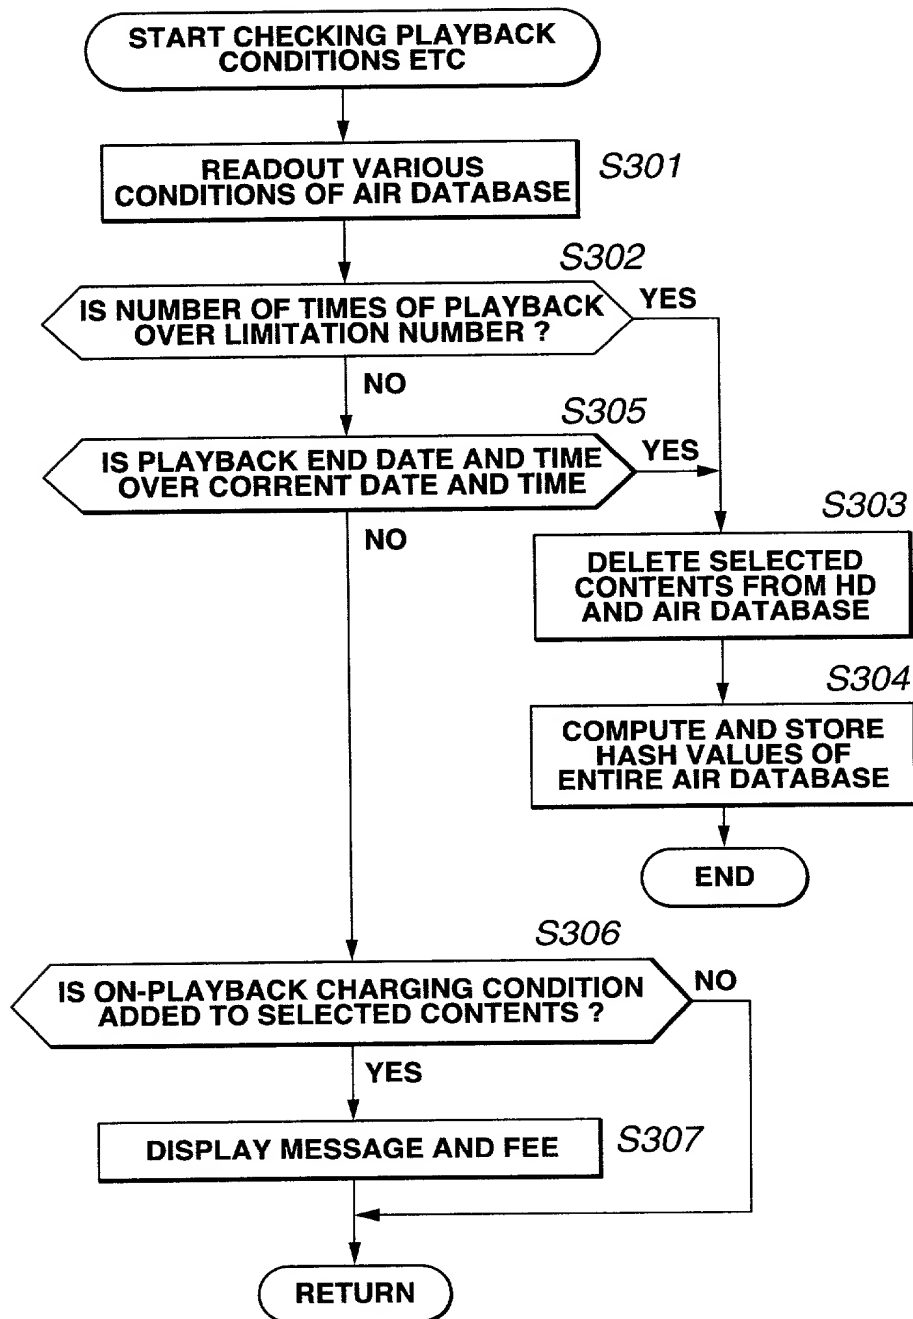 START CHECKING PLAYBACK
CONDITIONS ETC
S301
READOUT VARIOUS
CONDITIONS OF AIR DATABASE
S302
IS NUMBER OF TIMES OF PLAYBACK
OVER LIMITATION NUMBER ?
YES
NO
S305
IS PLAYBACK END DATE AND TIME
OVER CORRENT DATE AND TIME
YES
NO
S303
DELETE SELECTED
CONTENTS FROM HD
AND AIR DATABASE
S304
COMPUTE AND STORE
HASH VALUES OF
ENTIRE AIR DATABASE
END
S306
IS ON-PLAYBACK CHARGING CONDITION
ADDED TO SELECTED CONTENTS ?
NO
YES
DISPLAY MESSAGE AND FEE
S307
RETURN